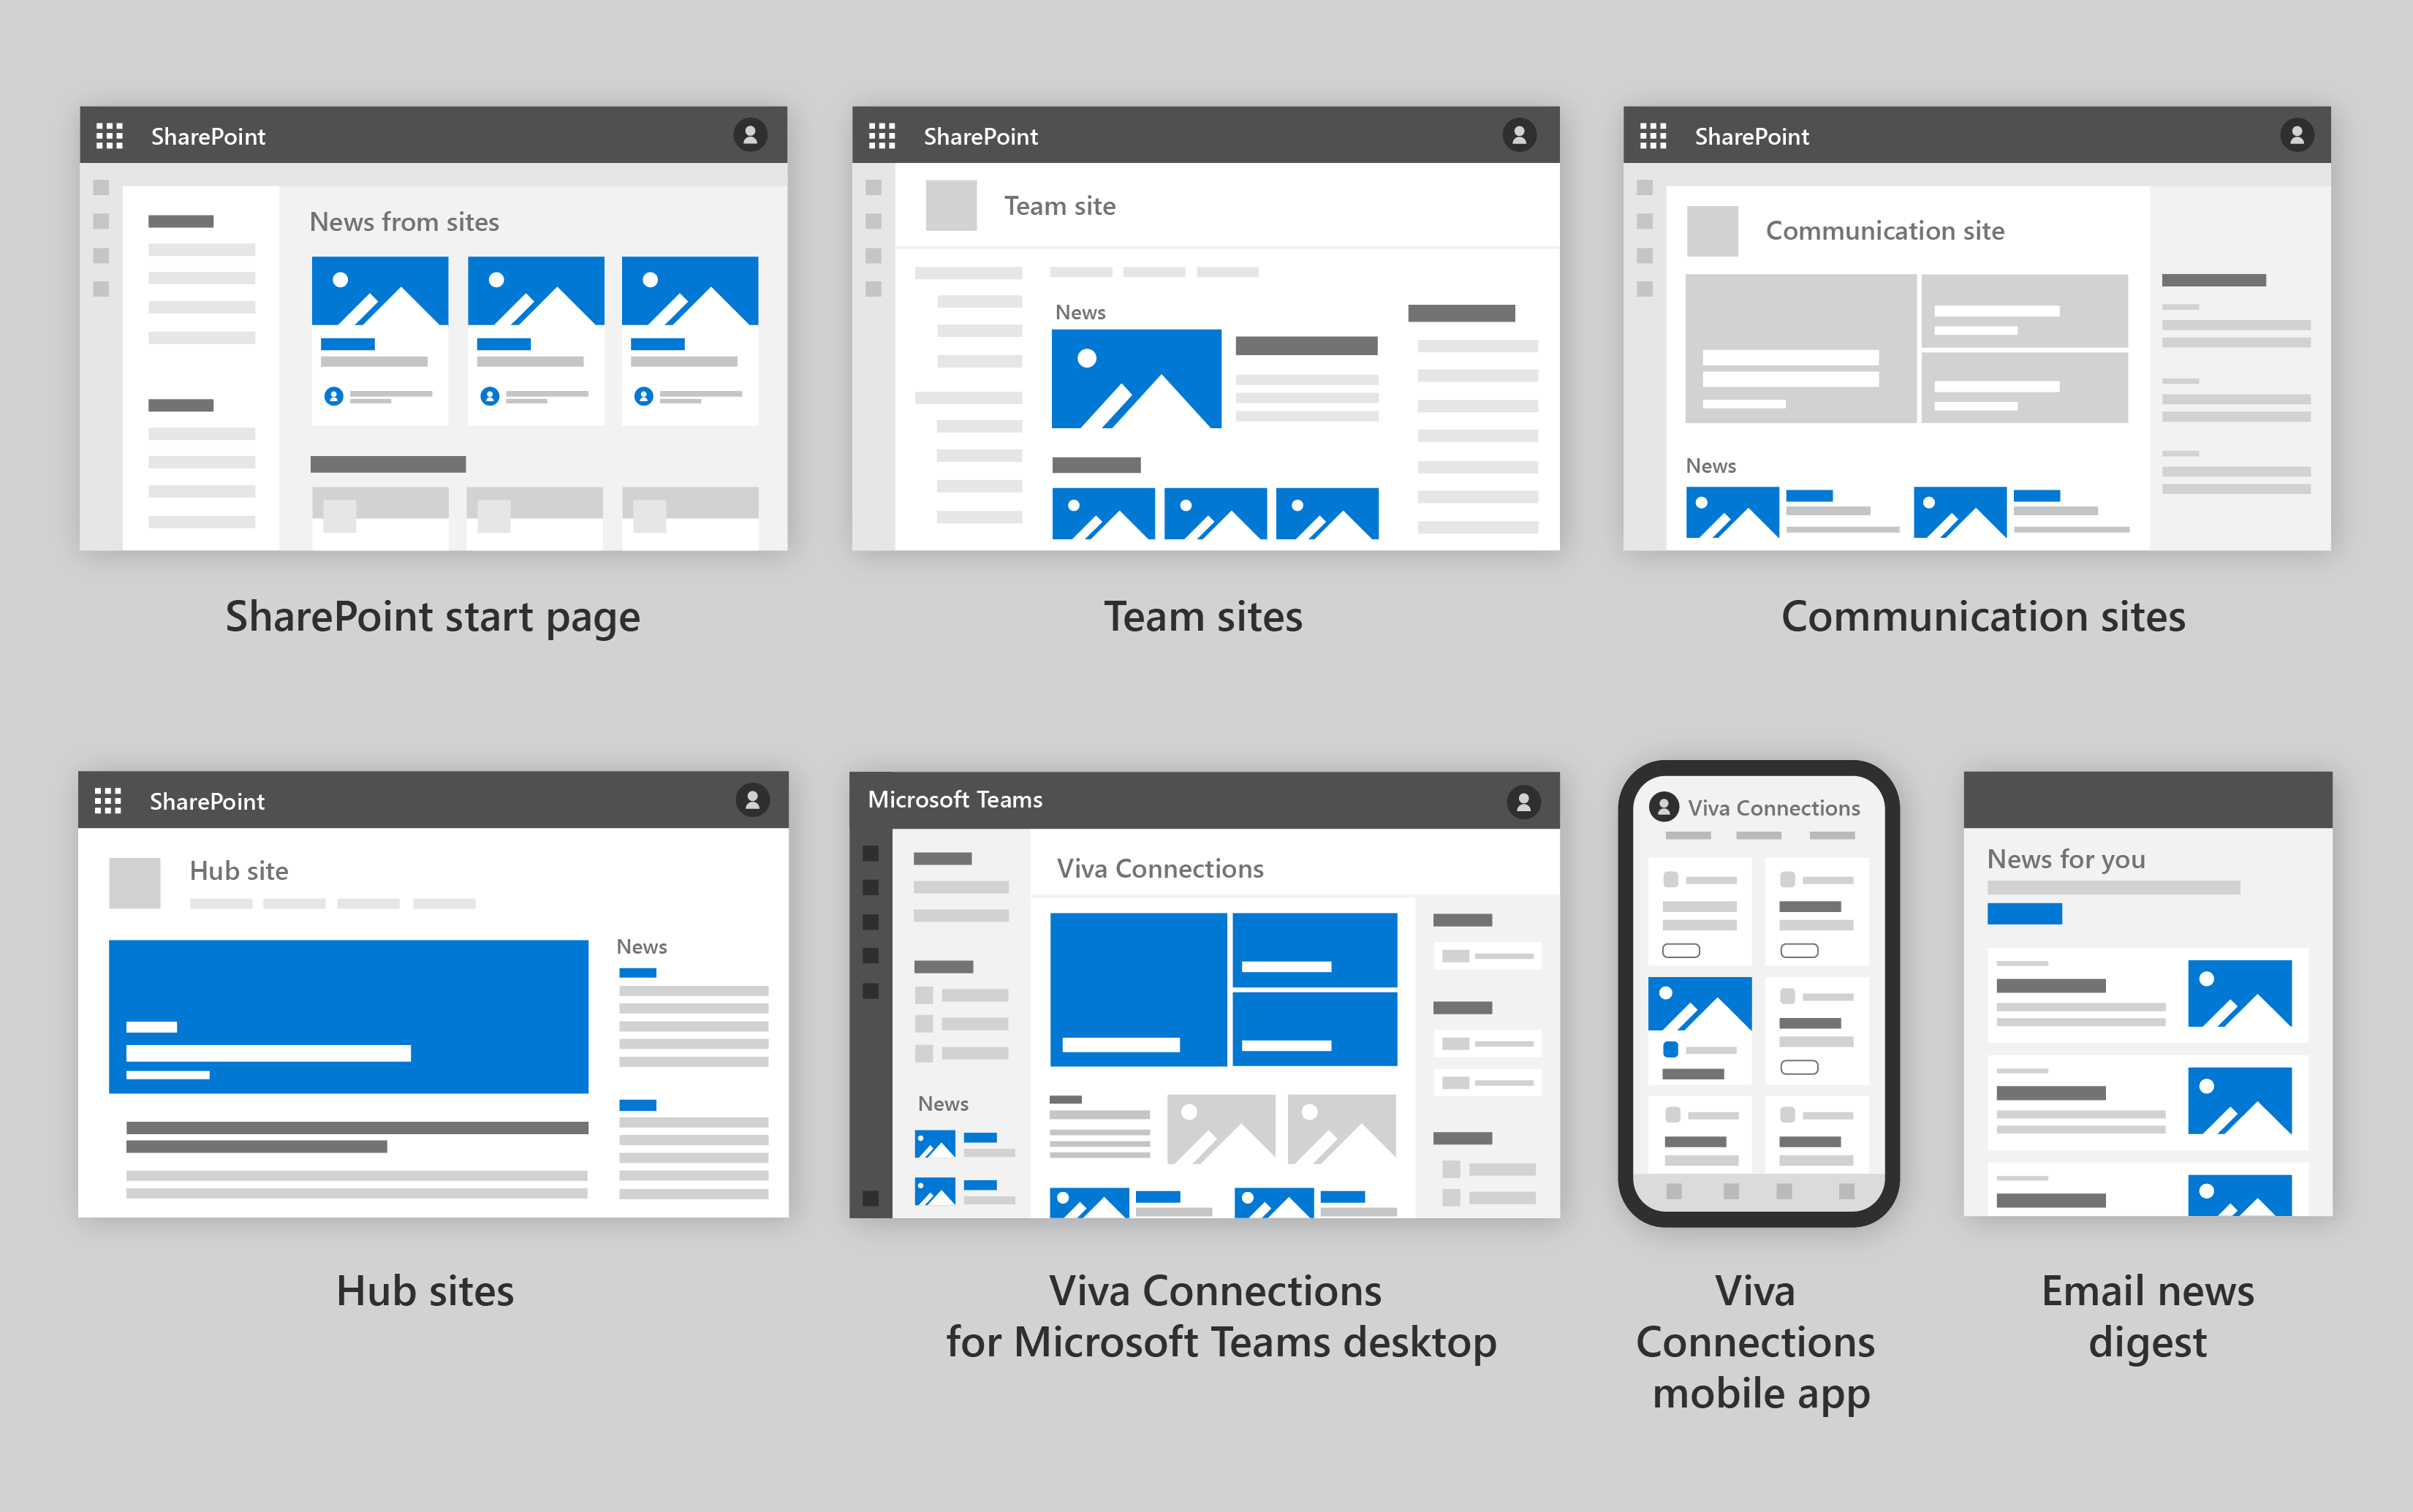 SharePoint
News from sites
SharePoint start page
SharePoint
Team site
News
Team sites
SharePoint
Communication site
News
Communication sites
SharePoint
Hub site
News
Hub sites
Microsoft Teams
Viva Connections
News
Viva Connections
for Microsoft Teams desktop
Viva Connections
Viva
Connections
mobile app
News for you
Email news
digest